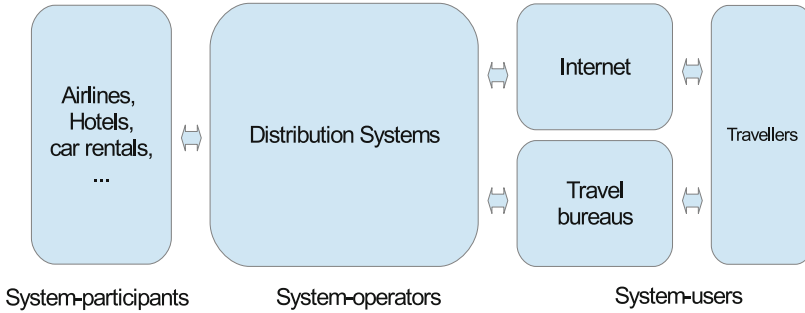 Airlines,
Hotels,
car rentals,
...
Distribution Systems
Internet
Travel
bureaus
Travellers
System-participants
System-operators
System-users